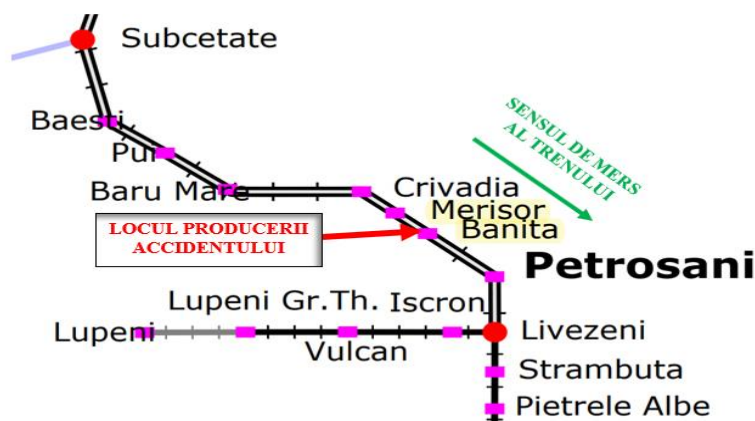 Subcetate
Baesti
Pui
Baru Mare
Crivadia
Merisor
Banita
SENSUL DE MERS
AL TRENULUI
LOCUL PRODUCERII
ACCIDENTULUI
Petrosani
Lupeni Gr.Th.
Iscroni
Lupeni
Vulcan
Livezeni
Strambuta
Pietrele Albe